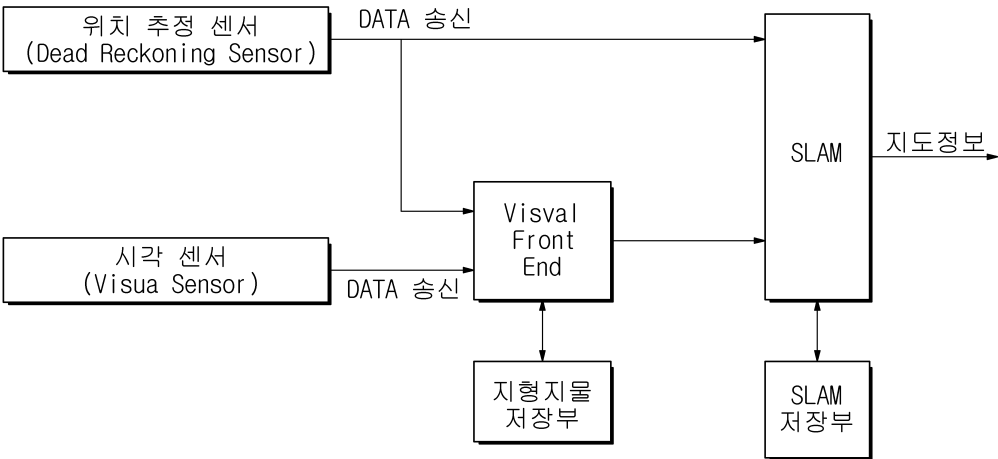 위치 추정 센서
(Dead Reckoning Sensor)
DATA 송신
SLAM
지도정보
Visval
Front
End
시각 센서
(Visua Sensor)
DATA 송신
지형지물
저장부
SLAM
저장부